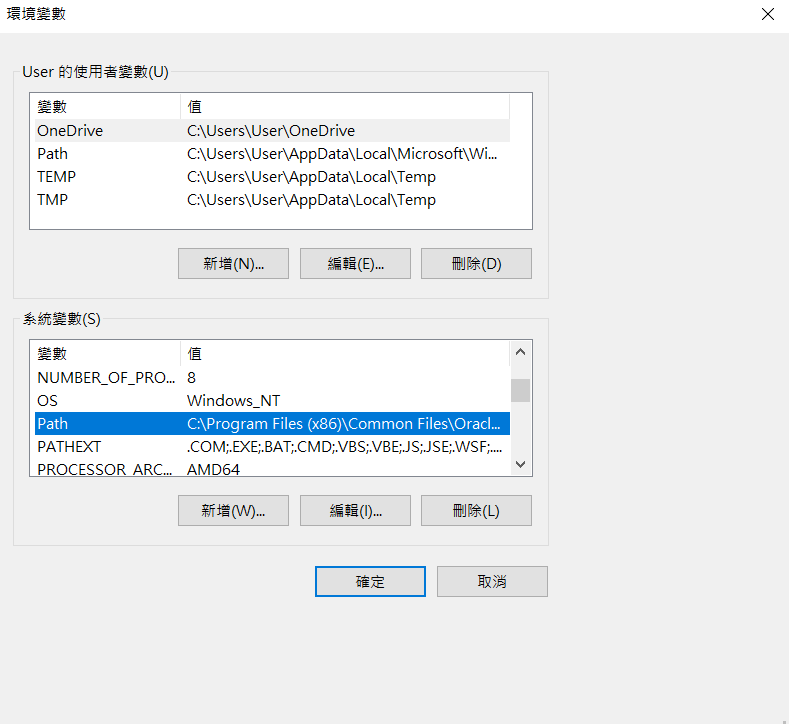 環境變數
User 的使用者變數(U)
變數 值
OneDrive C:\Users\User\OneDrive
Path C:\Users\User\AppData\Local\Microsoft\Wi...
TEMP C:\Users\User\AppData\Local\Temp
TMP C:\Users\User\AppData\Local\Temp
新增(N)... 編輯(E)... 刪除(D)
系統變數(S)
變數 值
NUMBER_OF_PRO... 8
OS Windows_NT
Path C:\Program Files (x86)\Common Files\Oracl...
PATHEXT .COM;.EXE;.BAT;.CMD;.VBS;.VBE;.JS;.JSE;.WSF;....
PROCESSOR_ARC... AMD64
新增(W)... 編輯(I)... 刪除(L)
確定 取消